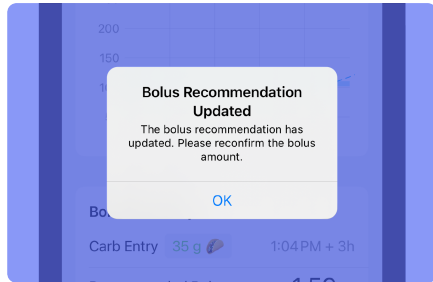 200
150
Bolus Recommendation
Updated
The bolus recommendation has
updated. Please reconfirm the bolus
amount.
OK
Carb Entry 35 g 🌮 1:04 PM + 3h